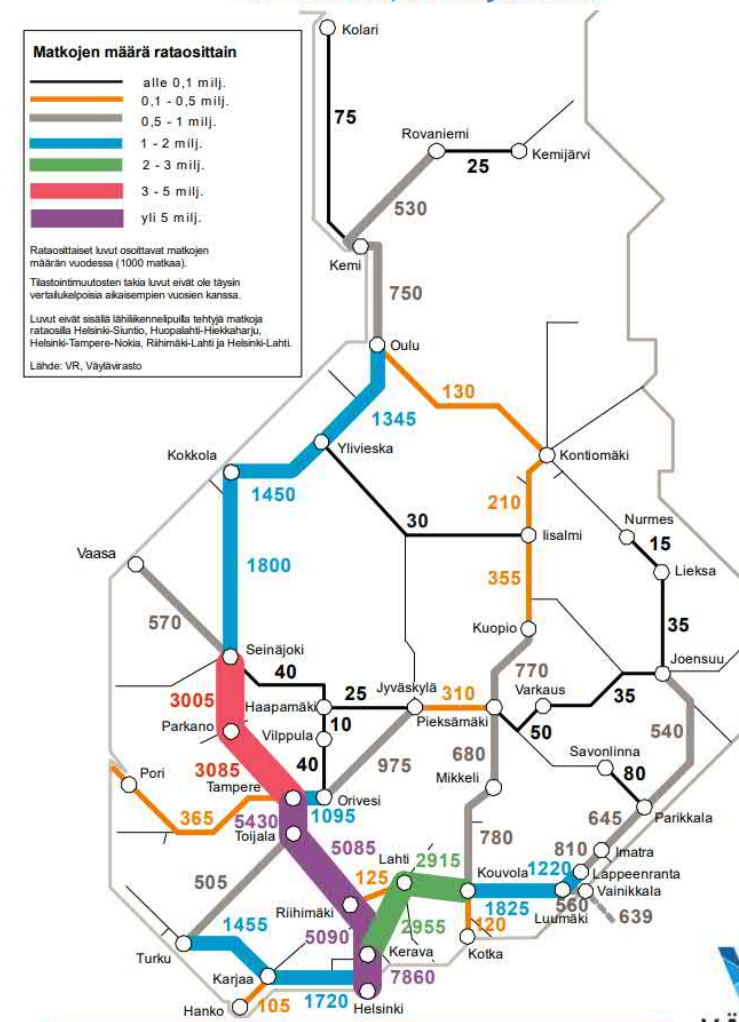 Matkojen määrä rataosittain
alle 0,1 milj.
0,1 - 0,5 milj.
0,5 - 1 milj.
1 - 2 milj.
2 - 3 milj.
3 - 5 milj.
yli 5 milj.
Rataosittaiset luvut osoittavat matkojen
määrän vuodessa (1000 matkaa).
Tilastointimuutosten takia luvut eivät ole täysin
vertailukelpoisia aikaisempien vuosien kanssa.
Luvut eivät sisällä lähiliikennelipuilla tehtyjä matkoja
rataosilla Helsinki-Siuntio, Huopalahti-Hiekkaharju,
Helsinki-Tampere-Nokia, Riihimäki-Lahti ja Helsinki-Lahti.
Lähde: VR, Väylävirasto
Kolari
75
Rovaniemi
25
Kemijärvi
530
Kemi
750
Oulu
130
1345
Kokkola
Ylivieska
Kontiomäki
1450
210
30
Iisalmi
Nurmes
15
Vaasa
1800
355
Lieksa
570
Kuopio
35
Seinäjoki
40
770
Joensuu
3005
25
Jyväskylä
310
Varkaus
35
Haapamäki
10
Pieksämäki
50
540
Parkano
Vilppula
680
Savonlinna
3085
40
975
Mikkeli
80
Pori
Tampere
Orivesi
Parikkala
365
5430
1095
780
645
Toijala
5085
Lahti
2915
810
Imatra
505
125
Kouvola
1220
Lappeenranta
Riihimäki
1825
560
Vainikkala
2955
120
Luumäki
639
1455
5090
Turku
Kerava
Kotka
Karjaa
7860
1720
Hanko
105
Helsinki